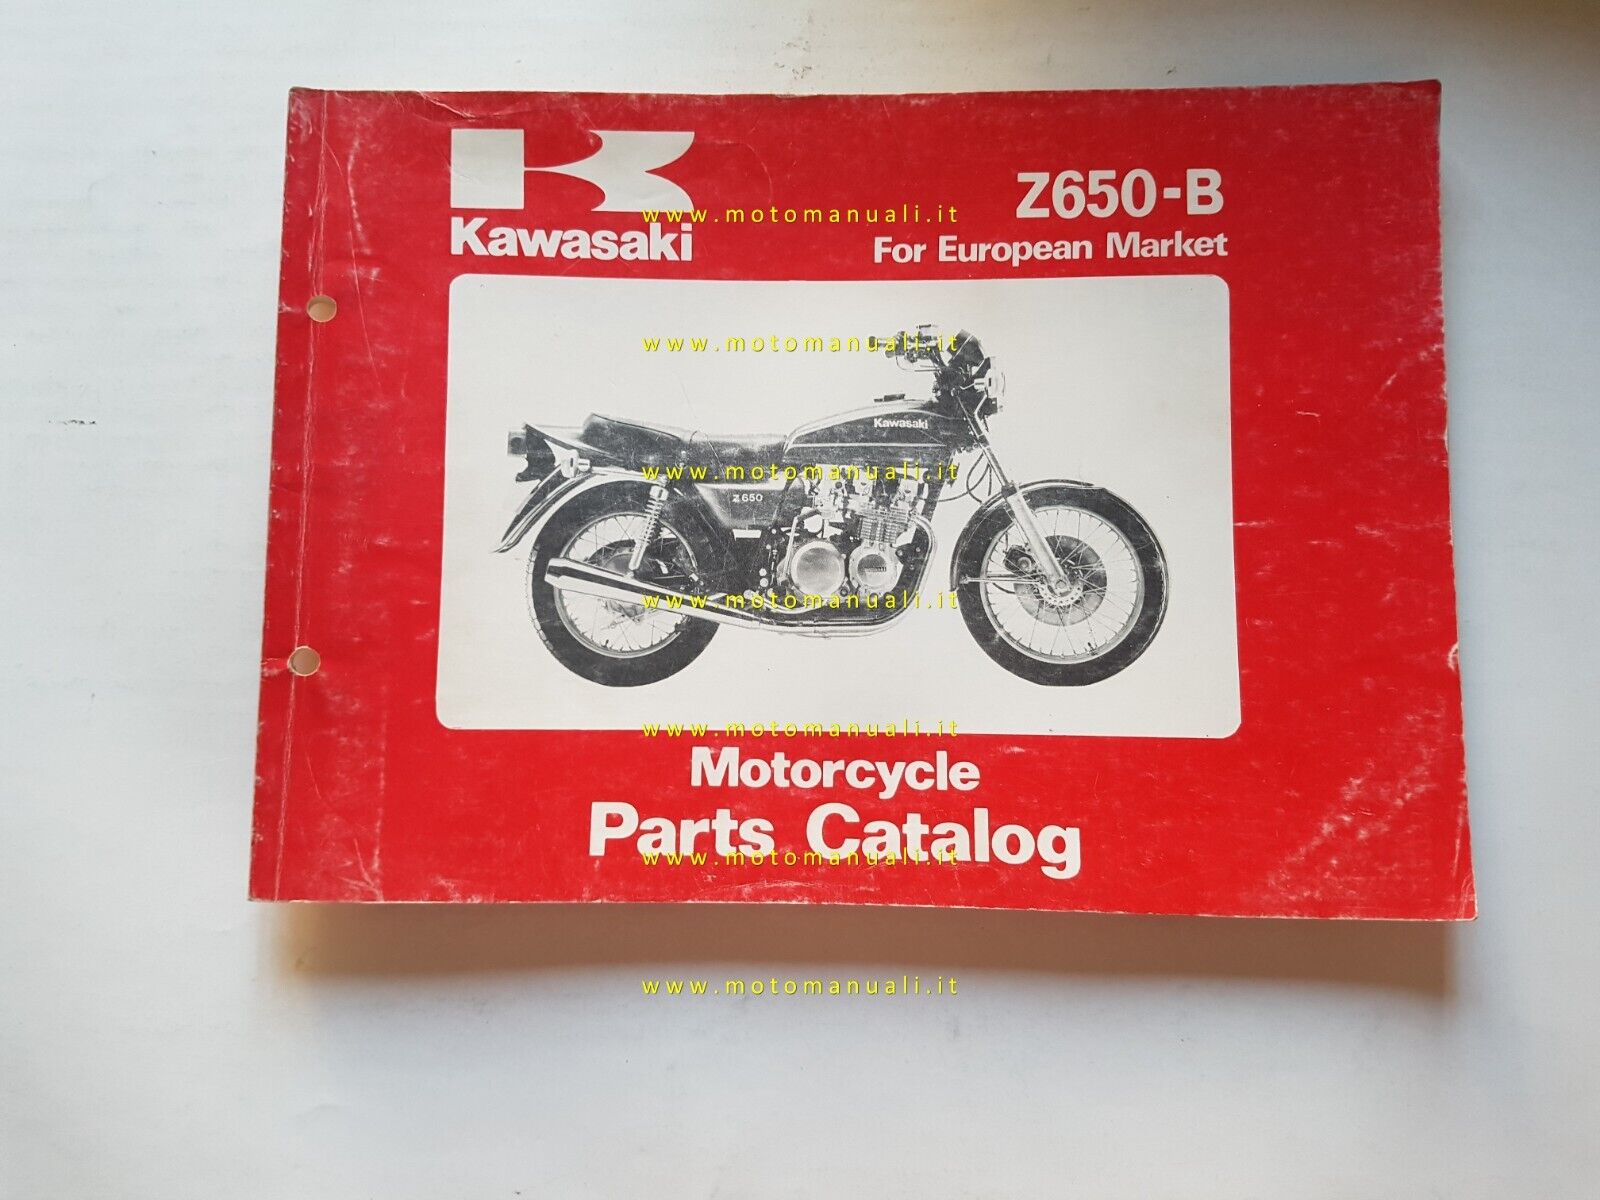 Z650-B
Kawasaki
For European Market
www.motomanuali.it
www.motomanuali.it
Kawasaki
www.motomanuali.it
Z650
www.motomanuali.it
www.motomanuali.it
Motorcycle
Parts Catalog
www.motomanuali.it
www.motomanuali.it